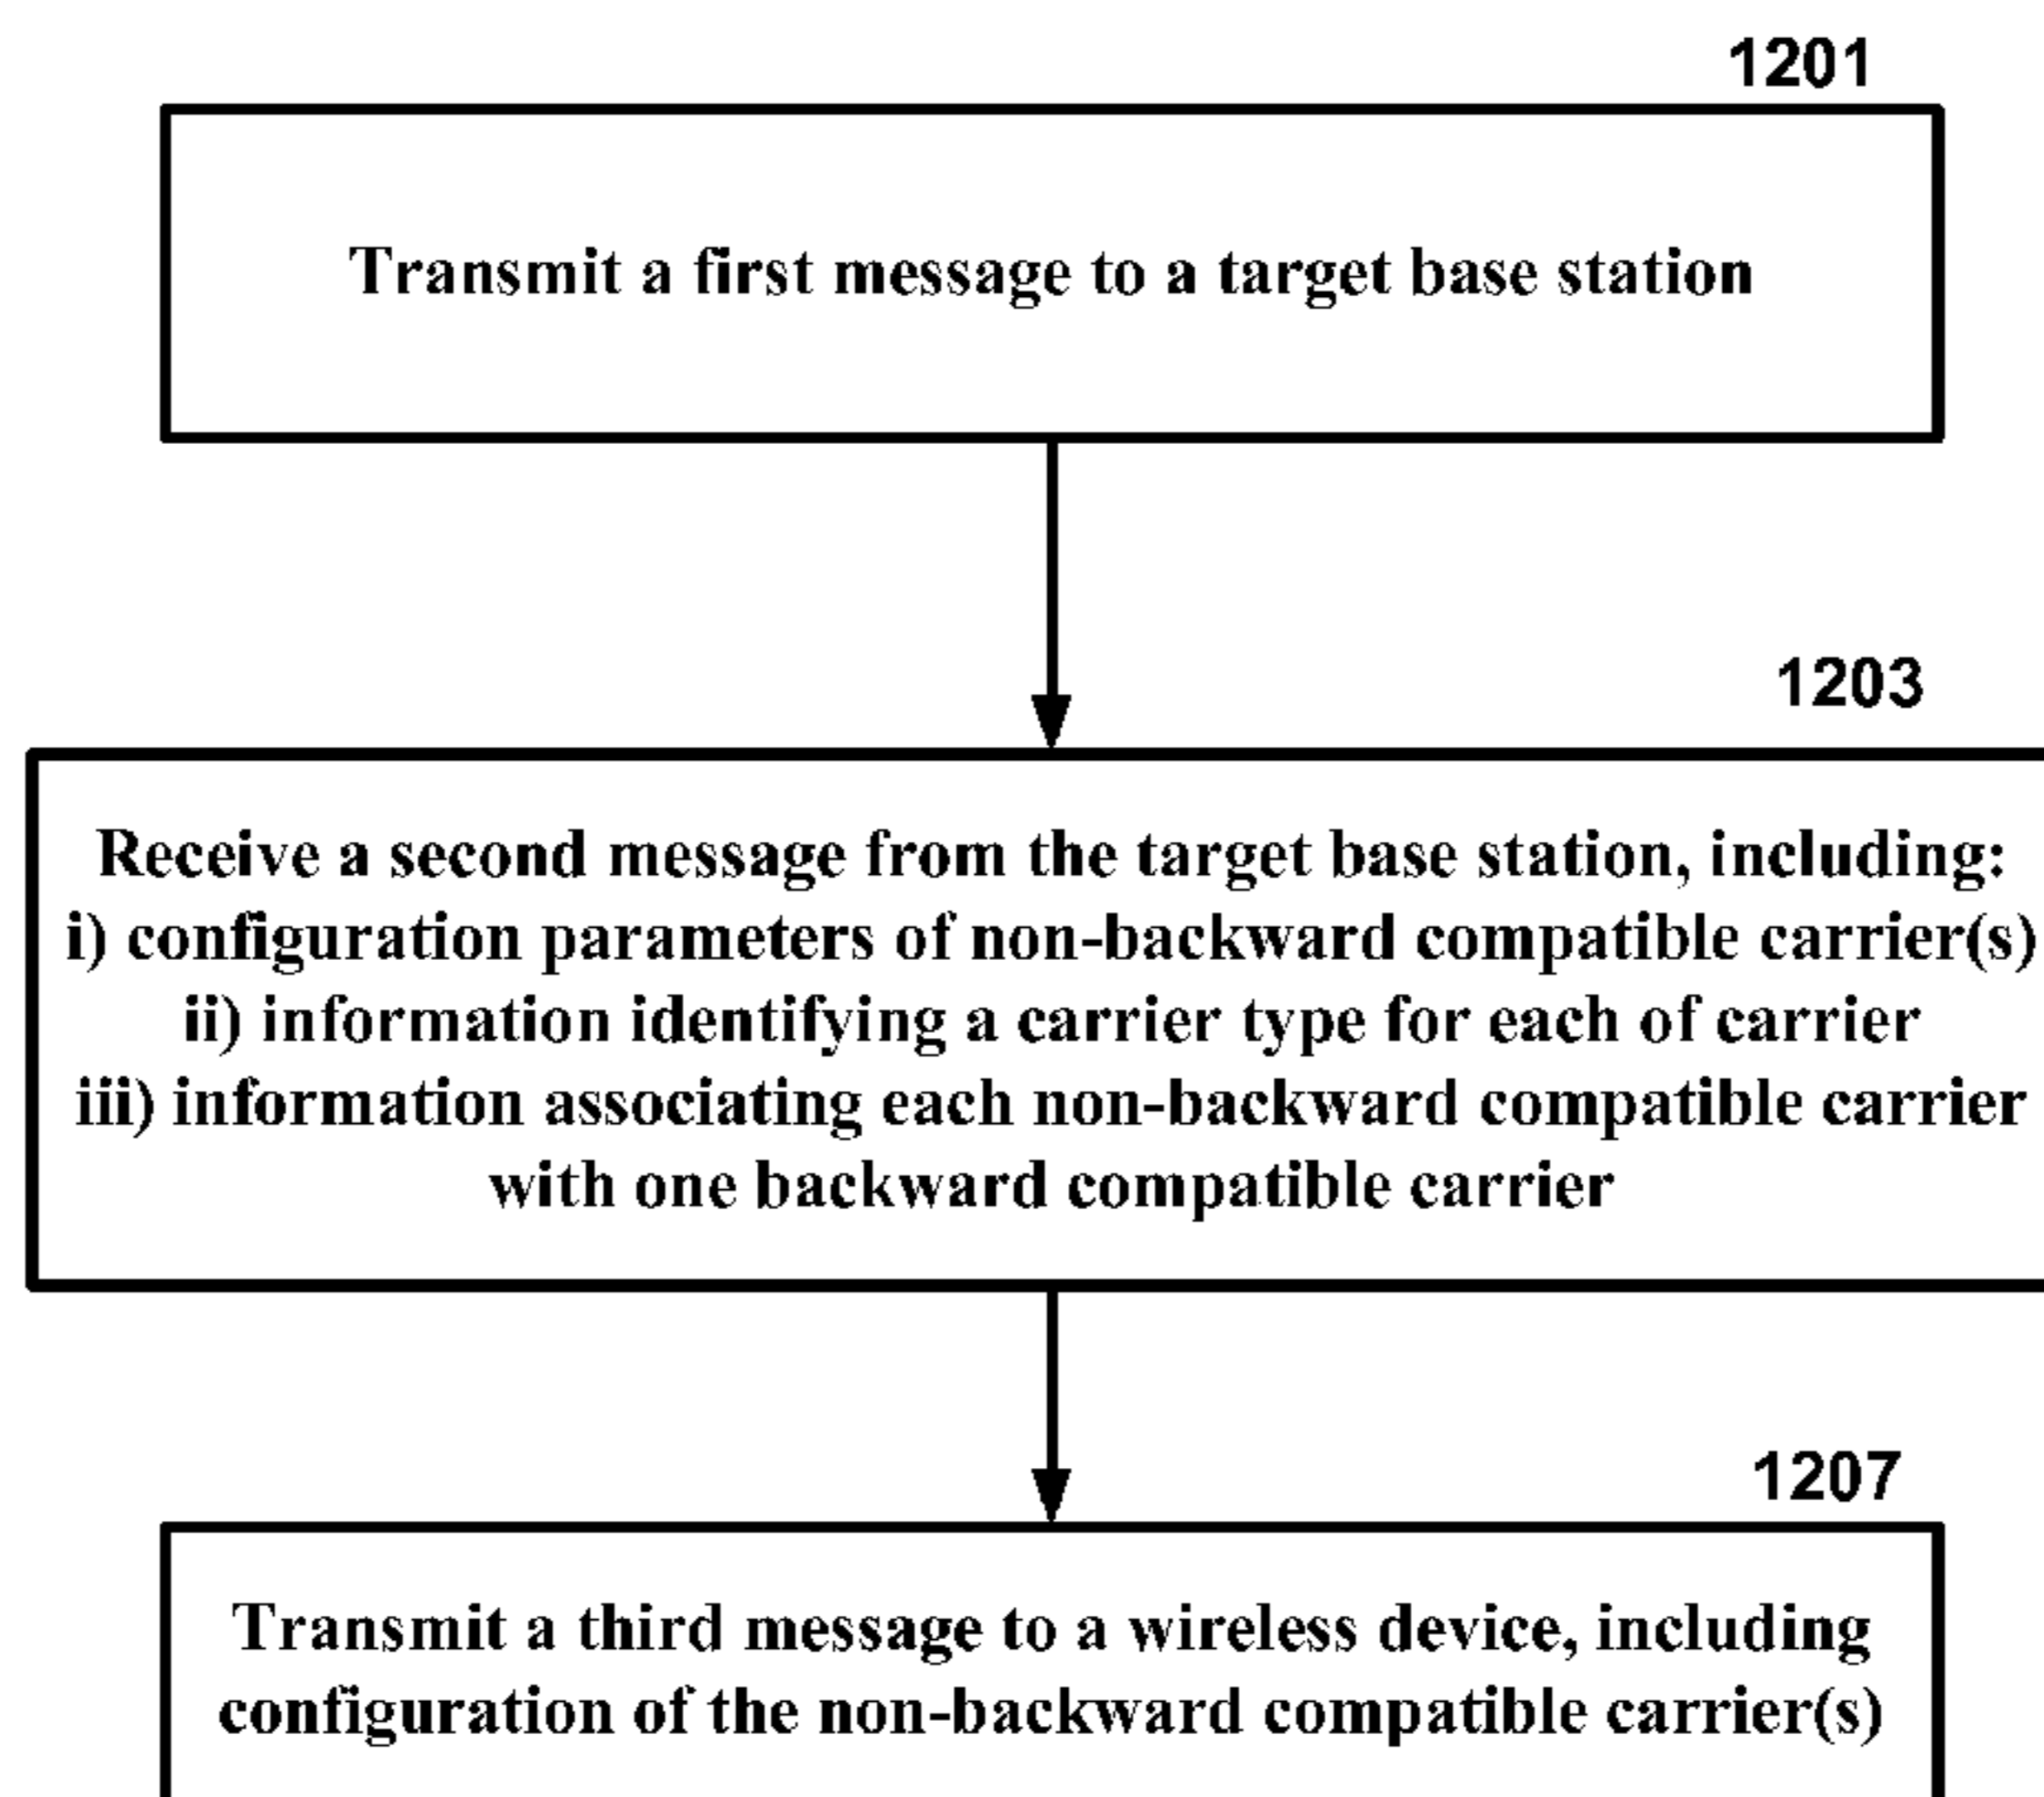 1201
Transmit a first message to a target base station
1203
Receive a second message from the target base station, including:
i) configuration parameters of non-backward compatible carrier(s)
ii) information identifying a carrier type for each of carrier
iii) information associating each non-backward compatible carrier
with one backward compatible carrier
1207
Transmit a third message to a wireless device, including
configuration of the non-backward compatible carrier(s)